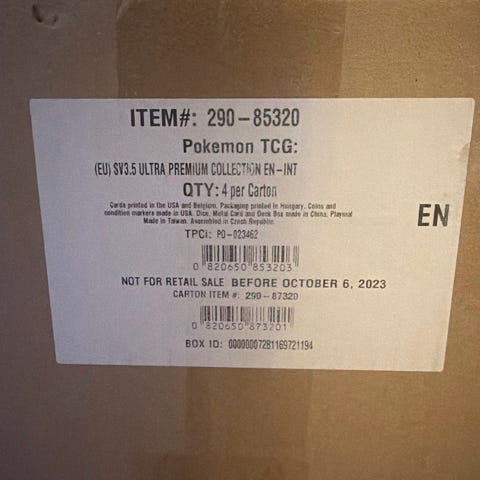 ITEM#: 290-85320
Pokemon TCG:
(EU) SV3.5 ULTRA PREMIUM COLLECTION EN-INT
QTY: 4 per Carton
Cards printed in the USA and Belgium. Packaging printed in Hungary. Coins and
condition markers made in USA. Dice, Metal Card and Deck Box made in China. Playmat
Made in Taiwan. Assembled in Czech Republic.
EN
TPCi: PO-023462
0 820650 853203
NOT FOR RETAIL SALE BEFORE OCTOBER 6, 2023
CARTON ITEM #: 290-87320
0 820650 873201
BOX ID: 00000007281169721194